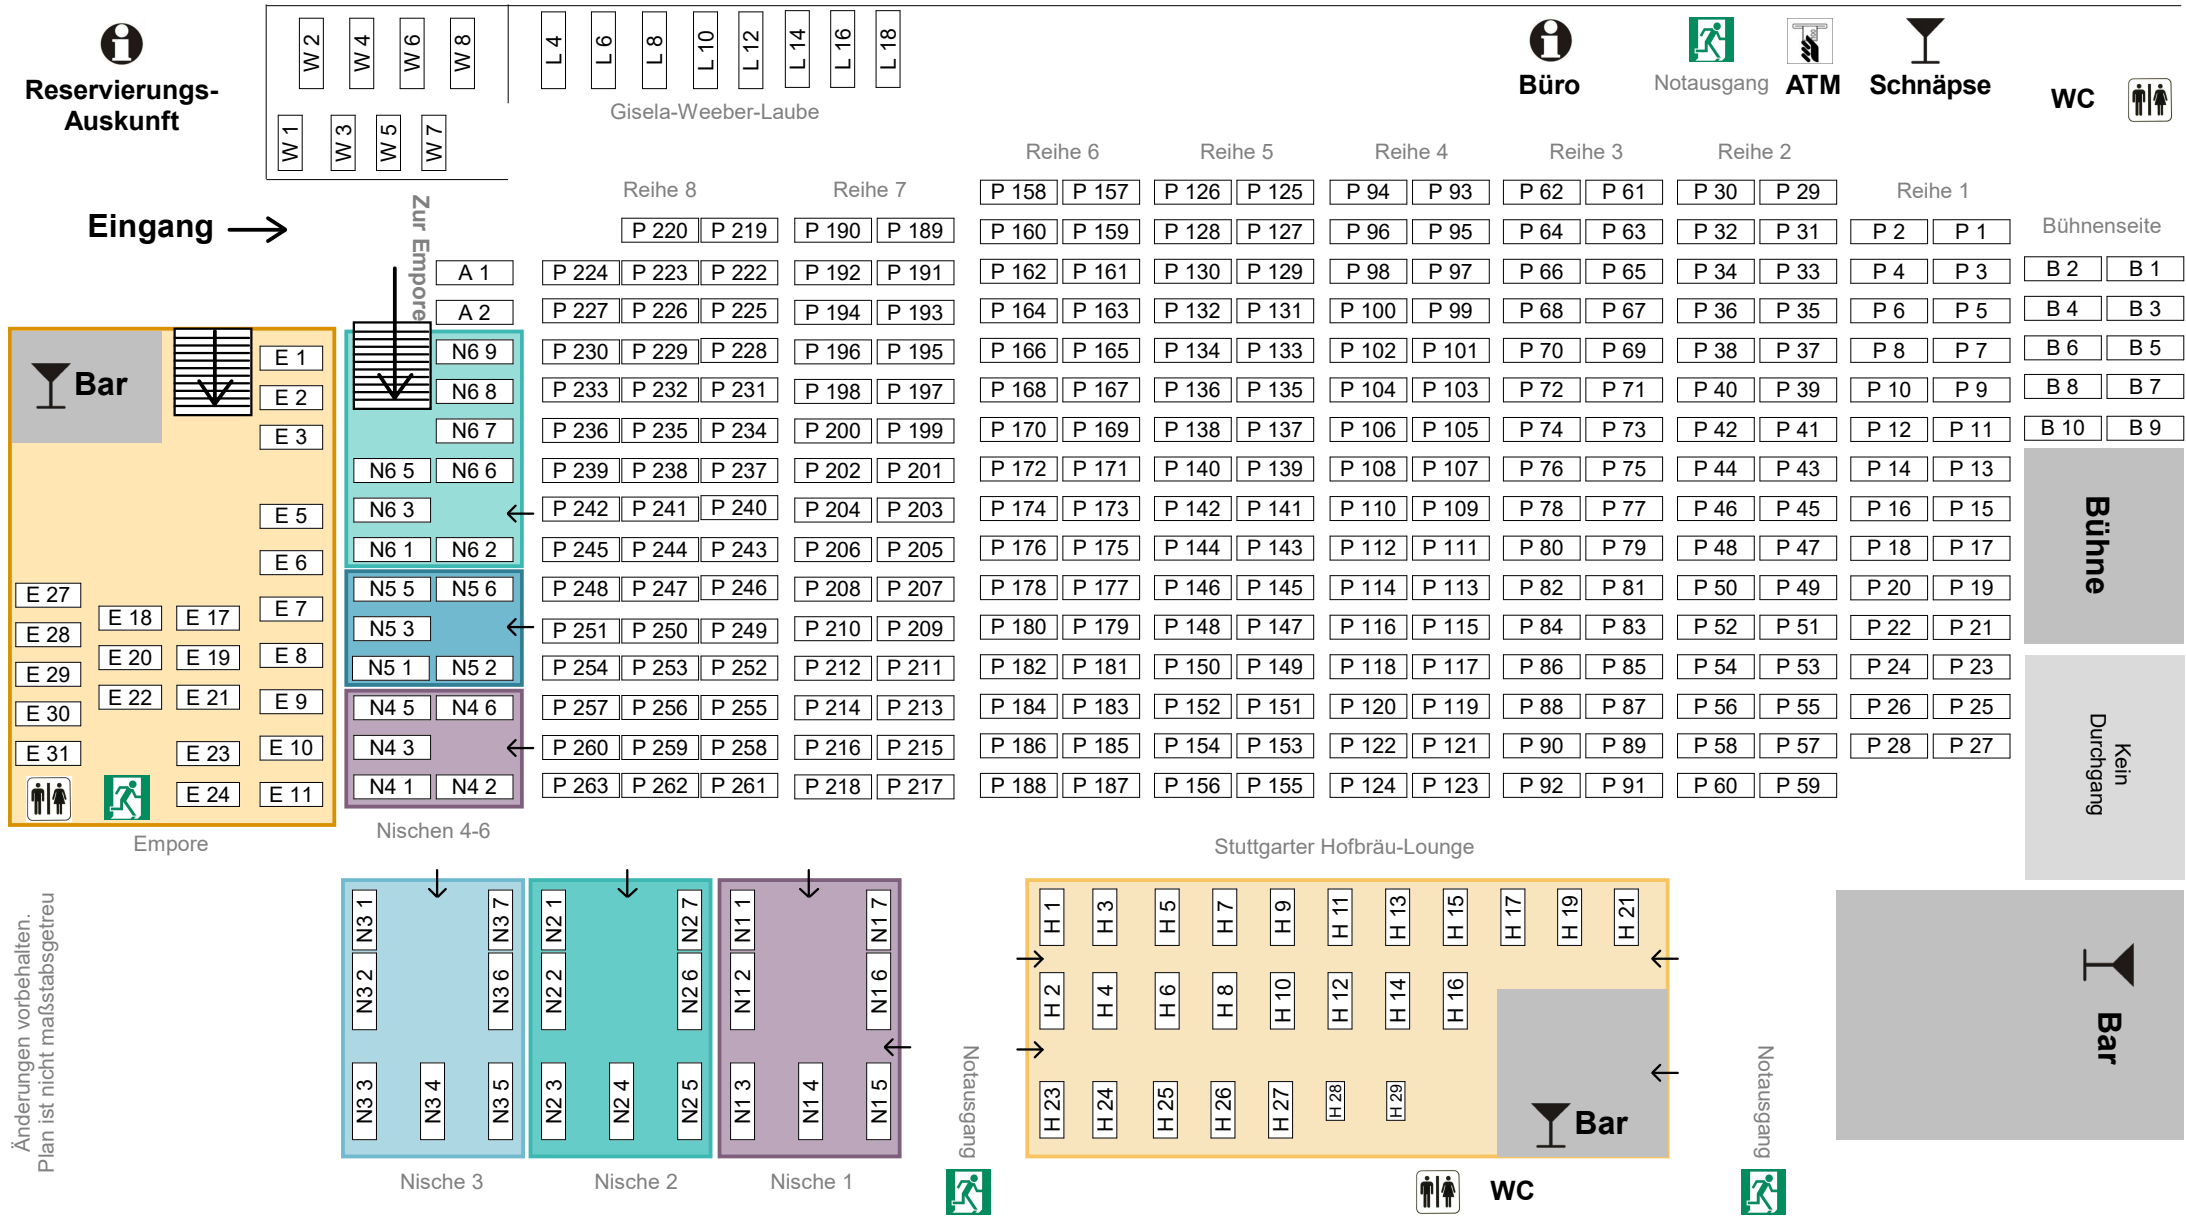 W 2 W 4 W 6 W 8 L 4 L 6 L 8 L 10 L 12 L 14 L 16 L 18
Reservierungs-
Auskunft
Büro Notausgang ATM Schnäpse WC
Gisela-Weeber-Laube
W 1 W 3 W 5 W 7
Reihe 6 Reihe 5 Reihe 4 Reihe 3 Reihe 2
Reihe 8 Reihe 7 Reihe 1
P 158 P 157 P 126 P 125 P 94 P 93 P 62 P 61 P 30 P 29
Eingang
Zur Empore
Bühnenseite
P 220 P 219 P 190 P 189 P 160 P 159 P 128 P 127 P 96 P 95 P 64 P 63 P 32 P 31 P 2 P 1
A 1 P 224 P 223 P 222 P 192 P 191 P 162 P 161 P 130 P 129 P 98 P 97 P 66 P 65 P 34 P 33 P 4 P 3 B 2 B 1
A 2 P 227 P 226 P 225 P 194 P 193 P 164 P 163 P 132 P 131 P 100 P 99 P 68 P 67 P 36 P 35 P 6 P 5 B 4 B 3
E 1 N6 9 P 230 P 229 P 228 P 196 P 195 P 166 P 165 P 134 P 133 P 102 P 101 P 70 P 69 P 38 P 37 P 8 P 7 B 6 B 5
Bar
E 2 N6 8 P 233 P 232 P 231 P 198 P 197 P 168 P 167 P 136 P 135 P 104 P 103 P 72 P 71 P 40 P 39 P 10 P 9 B 8 B 7
E 3 N6 7 P 236 P 235 P 234 P 200 P 199 P 170 P 169 P 138 P 137 P 106 P 105 P 74 P 73 P 42 P 41 P 12 P 11 B 10 B 9
N6 5 N6 6 P 239 P 238 P 237 P 202 P 201 P 172 P 171 P 140 P 139 P 108 P 107 P 76 P 75 P 44 P 43 P 14 P 13
E 5 N6 3 P 242 P 241 P 240 P 204 P 203 P 174 P 173 P 142 P 141 P 110 P 109 P 78 P 77 P 46 P 45 P 16 P 15
Bühne
E 6 N6 1 N6 2 P 245 P 244 P 243 P 206 P 205 P 176 P 175 P 144 P 143 P 112 P 111 P 80 P 79 P 48 P 47 P 18 P 17
E 27 E 7 N5 5 N5 6 P 248 P 247 P 246 P 208 P 207 P 178 P 177 P 146 P 145 P 114 P 113 P 82 P 81 P 50 P 49 P 20 P 19
E 28 E 18 E 17 N5 3 P 251 P 250 P 249 P 210 P 209 P 180 P 179 P 148 P 147 P 116 P 115 P 84 P 83 P 52 P 51 P 22 P 21
E 29 E 20 E 19 E 8 N5 1 N5 2 P 254 P 253 P 252 P 212 P 211 P 182 P 181 P 150 P 149 P 118 P 117 P 86 P 85 P 54 P 53 P 24 P 23
E 30 E 22 E 21 E 9 N4 5 N4 6 P 257 P 256 P 255 P 214 P 213 P 184 P 183 P 152 P 151 P 120 P 119 P 88 P 87 P 56 P 55 P 26 P 25
E 31 E 23 E 10 N4 3 P 260 P 259 P 258 P 216 P 215 P 186 P 185 P 154 P 153 P 122 P 121 P 90 P 89 P 58 P 57 P 28 P 27
E 24 E 11 N4 1 N4 2 P 263 P 262 P 261 P 218 P 217 P 188 P 187 P 156 P 155 P 124 P 123 P 92 P 91 P 60 P 59
Kein
Durchgang
Empore
Nischen 4-6
Stuttgarter Hofbräu-Lounge
N3 1 N3 7 N2 1 N2 7 N1 1 N1 7 H 1 H 3 H 5 H 7 H 9 H 11 H 13 H 15 H 17 H 19 H 21
N3 2 N3 6 N2 2 N2 6 N1 2 N1 6 H 2 H 4 H 6 H 8 H 10 H 12 H 14 H 16
Bar
N3 3 N3 4 N3 5 N2 3 N2 4 N2 5 N1 3 N1 4 N1 5 H 23 H 24 H 25 H 26 H 27 H 28 H 29
Bar
Notausgang
Notausgang
Änderungen vorbehalten.
Plan ist nicht maßstabsgetreu
Nische 3 Nische 2 Nische 1
WC